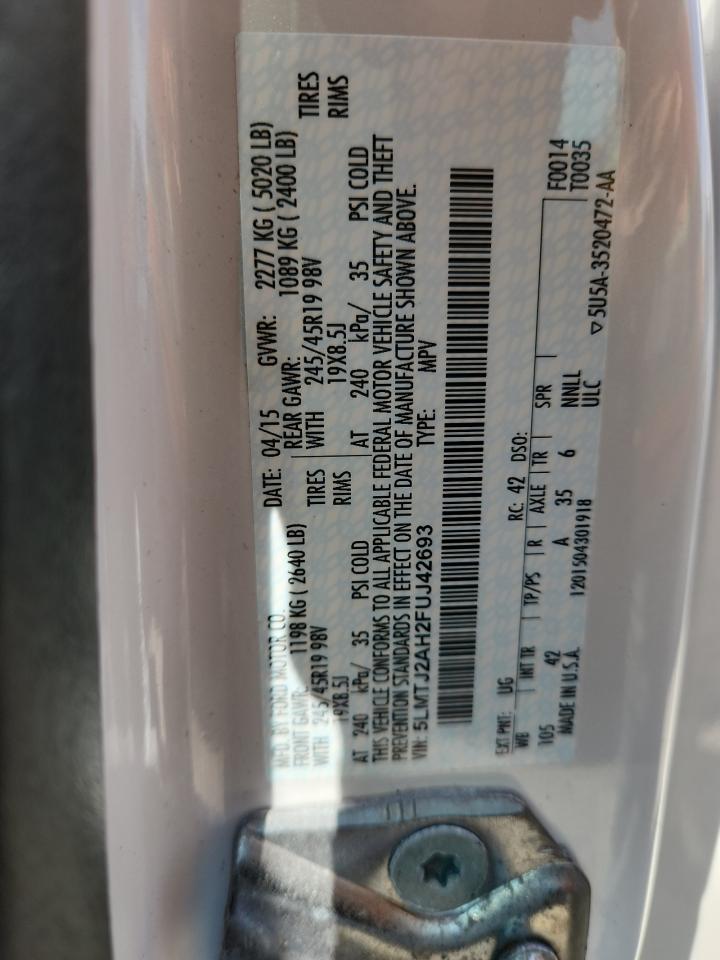 MFD. BY FORD MOTOR CO.
DATE: 04/15 GVWR: 2277 KG ( 5020 LB)
FRONT GAWR: 1198 KG ( 2640 LB) REAR GAWR: 1089 KG ( 2400 LB)
WITH 245/45R19 98V TIRES WITH 245/45R19 98V TIRES
19X8.5J RIMS 19X8.5J RIMS
AT 240 kPa/ 35 PSI COLD AT 240 kPa/ 35 PSI COLD
THIS VEHICLE CONFORMS TO ALL APPLICABLE FEDERAL MOTOR VEHICLE SAFETY AND THEFT
PREVENTION STANDARDS IN EFFECT ON THE DATE OF MANUFACTURE SHOWN ABOVE.
VIN: 5LMTJ2AH2FUJ42693 TYPE: MPV
EXT PNT: UG RC: 42 DSO: F0014
WB INT TR TP/PS R AXLE TR SPR T0035
105 42 A 35 6 NNLL
MADE IN U.S.A. 1201504301918 ULC ▽5U5A-3520472-AA